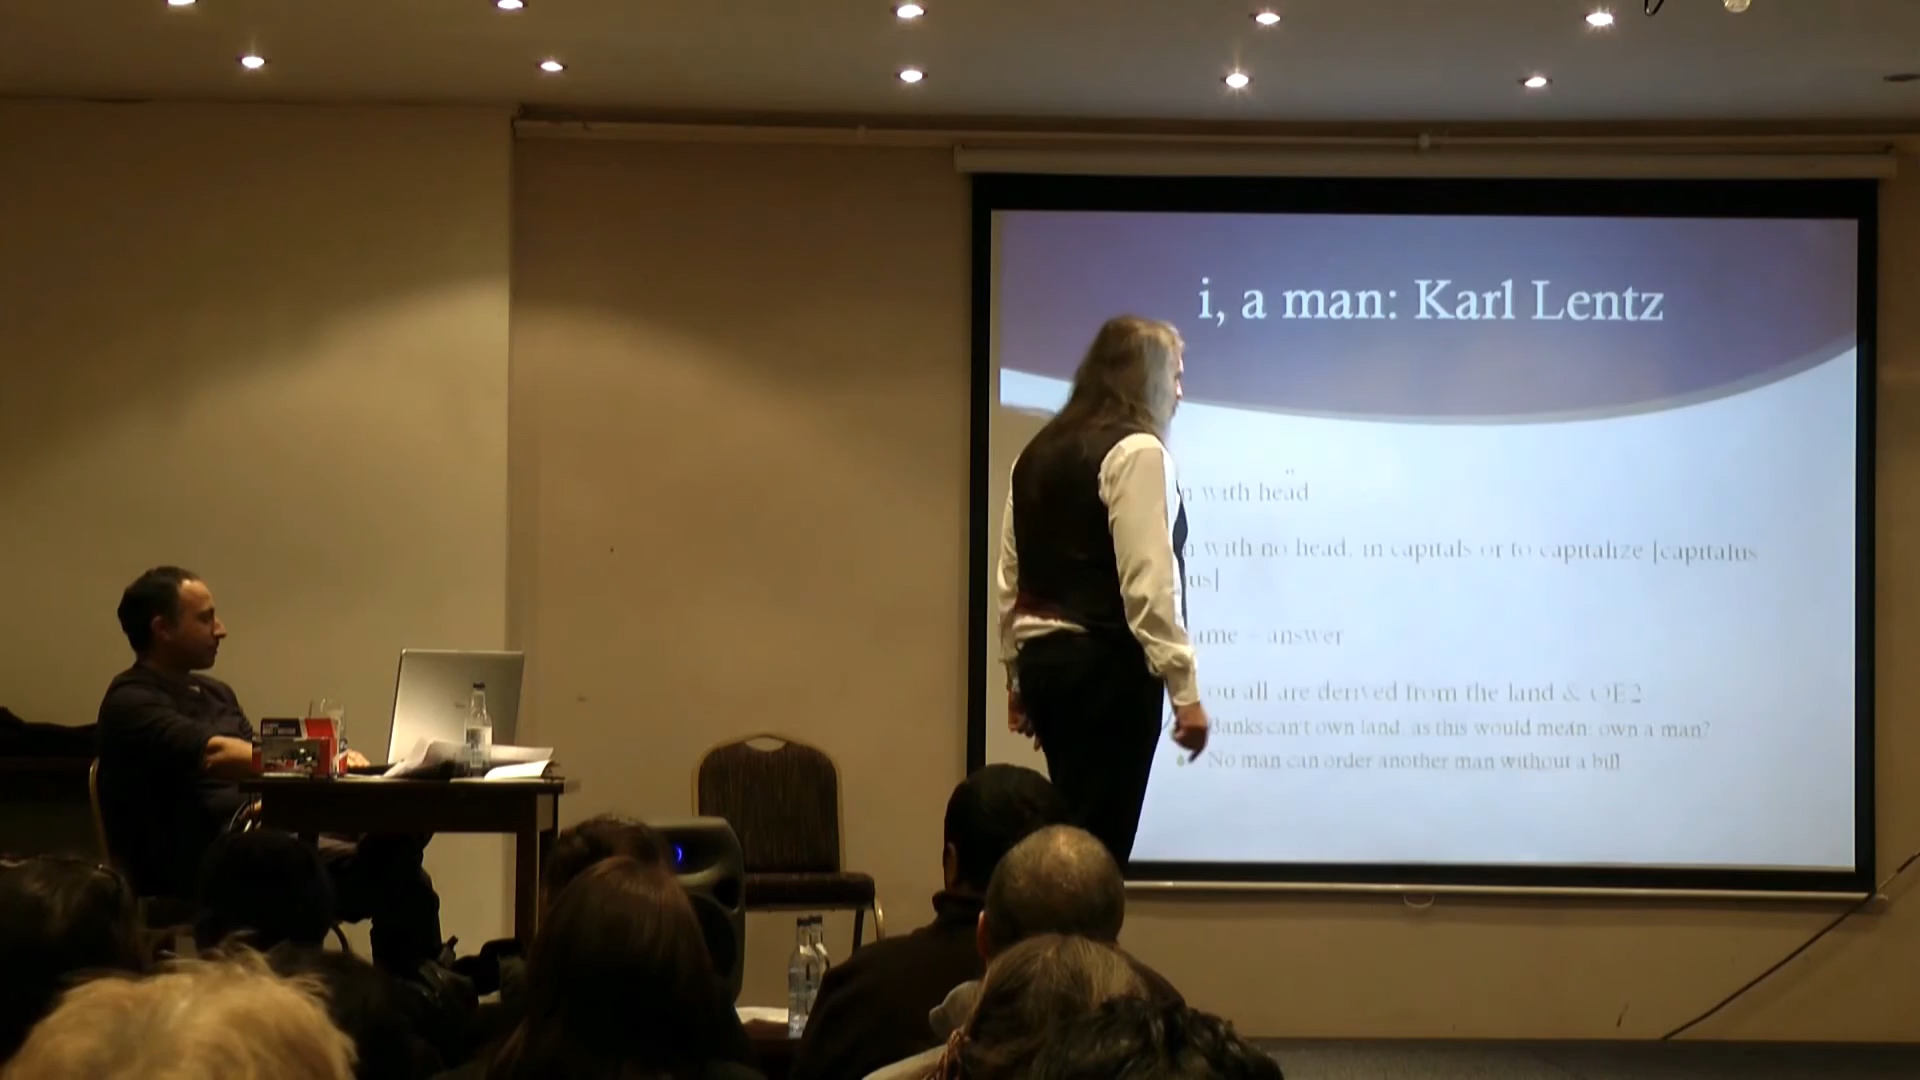 i, a man: Karl Lentz
with head
with no head, in capitals or to capitalize [capitalus
us]
ame – answer
ou all are derived from the land & OE2
Banks can't own land, as this would mean: own a man?
No man can order another man without a bill